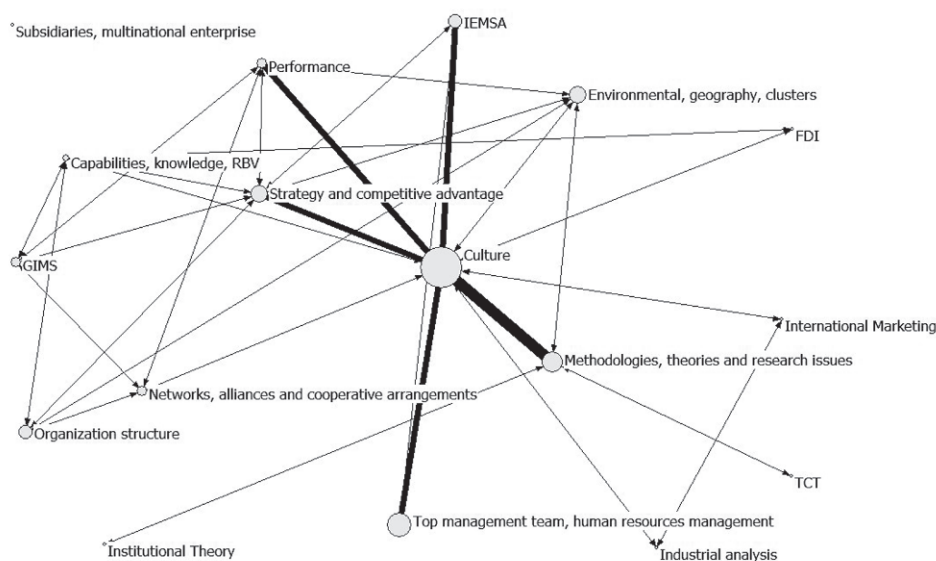 IEMSA
Subsidiaries, multinational enterprise
Performance
Environmental, geography, clusters
FDI
Capabilities, knowledge, RBV
Strategy and competitive advantage
Culture
GIMS
International Marketing
Methodologies, theories and research issues
Networks, alliances and cooperative arrangements
Organization structure
TCT
Top management team, human resources management
Institutional Theory
Industrial analysis